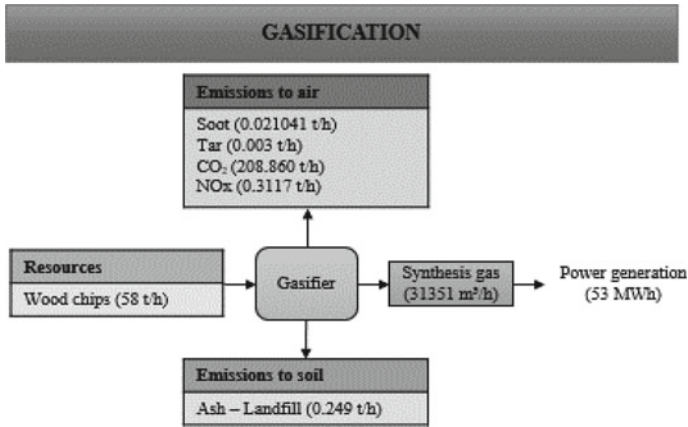 GASIFICATION
Emissions to air
Soot (0.021041 t/h)
Tar (0.003 t/h)
CO₂ (208.860 t/h)
NOx (0.3117 t/h)
Resources
Wood chips (58 t/h)
Gasifier
Synthesis gas
(31351 m³/h)
Power generation
(53 MWh)
Emissions to soil
Ash – Landfill (0.249 t/h)